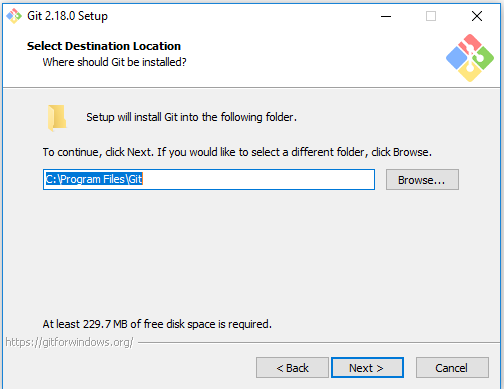 Git 2.18.0 Setup
Select Destination Location
Where should Git be installed?
Setup will install Git into the following folder.
To continue, click Next. If you would like to select a different folder, click Browse.
C:\Program Files\Git
Browse...
At least 229.7 MB of free disk space is required.
https://gitforwindows.org/
< Back
Next >
Cancel